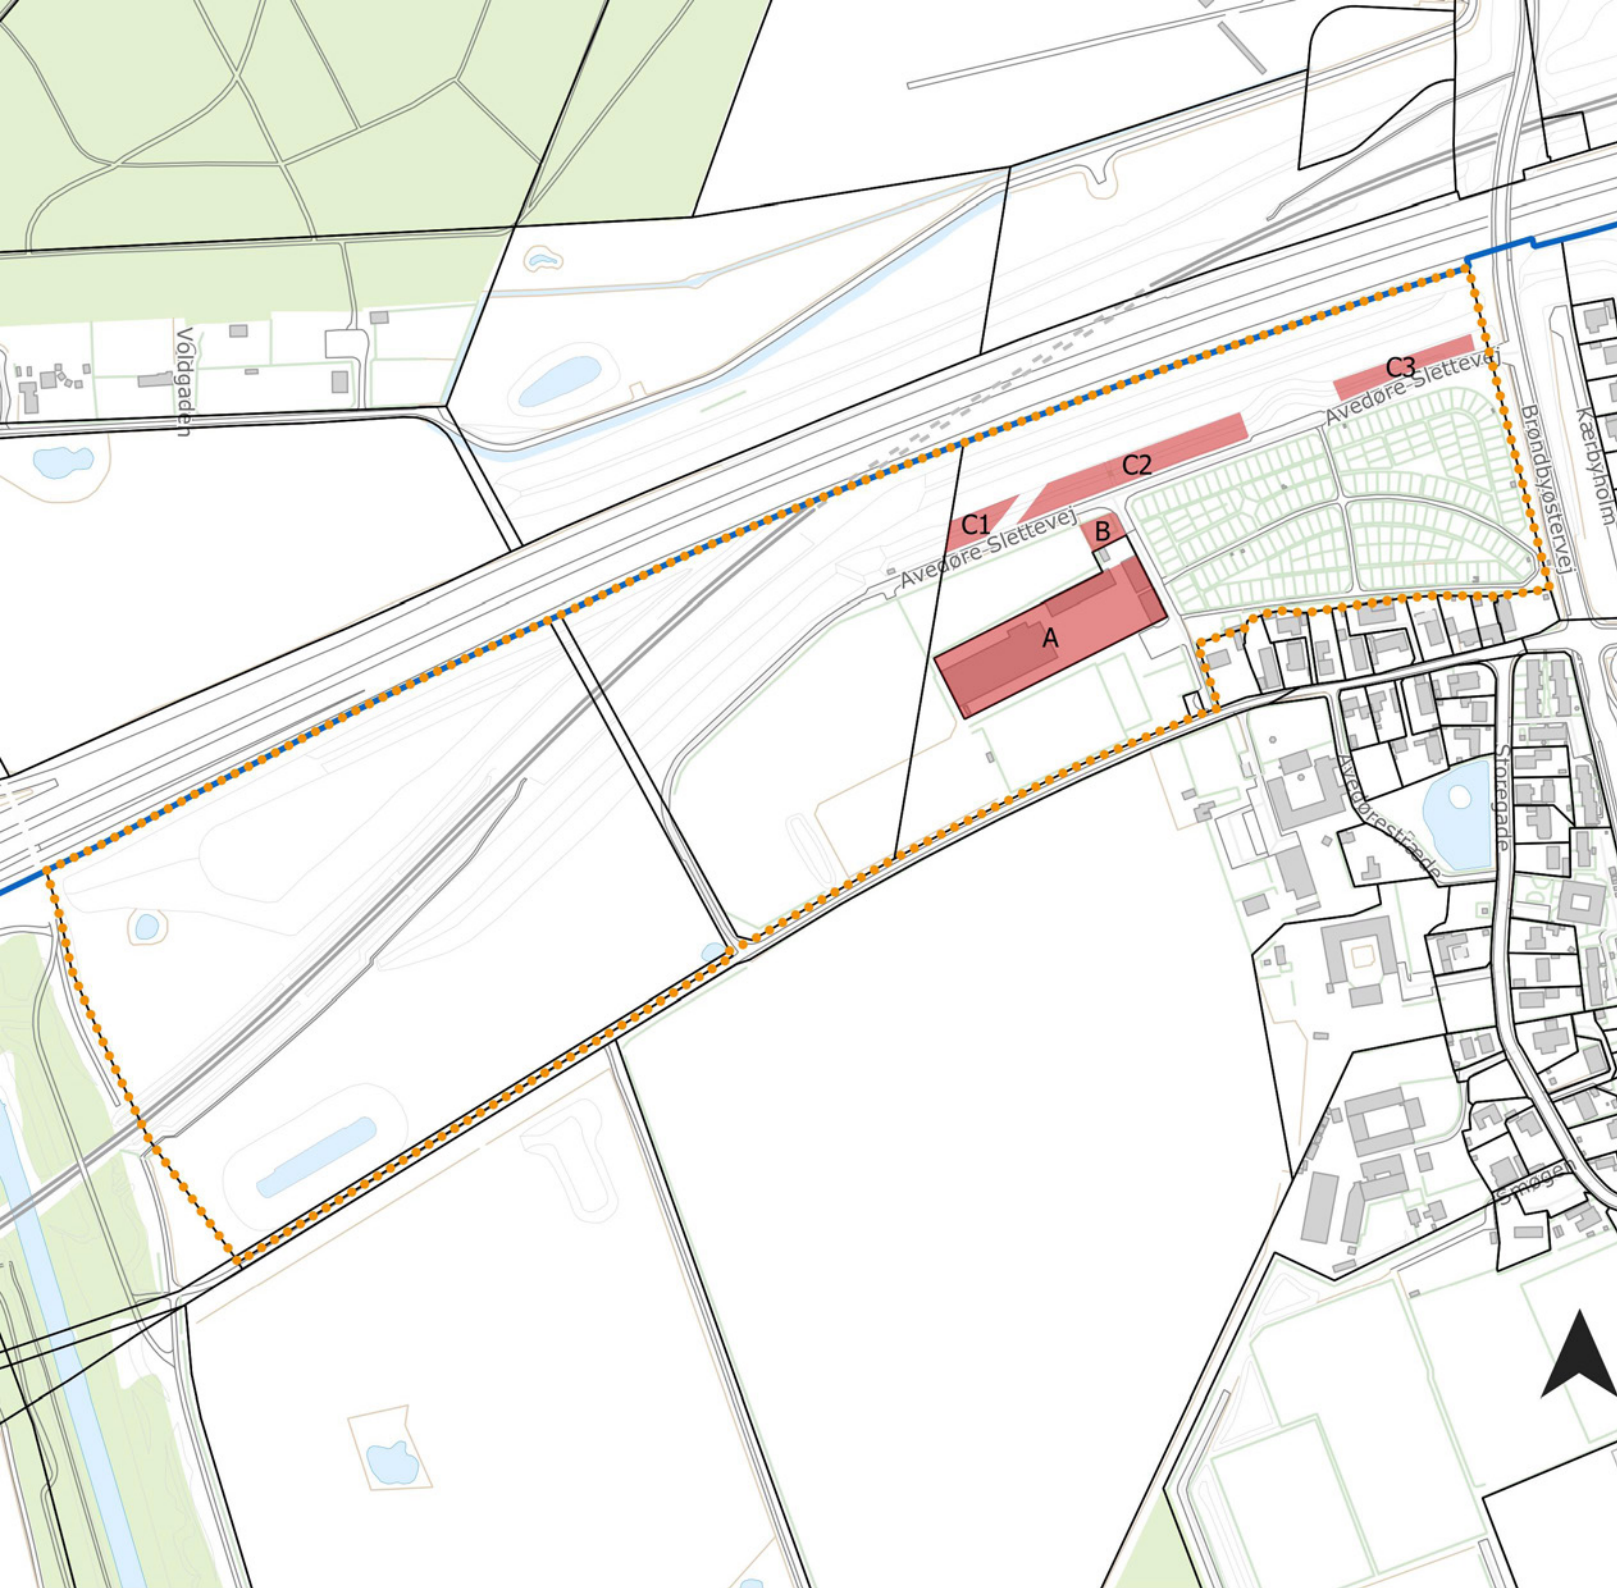 Voldgaden
C3
Avedøre Slettevej
Brøndbyøstervej
Kærbyholm
C2
C1
B
Avedøre Slettevej
A
Storegade
Avedørestræde
Smøgen